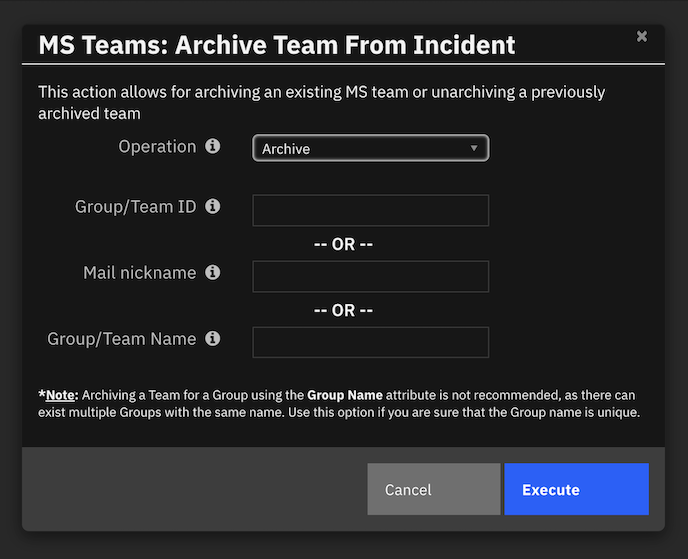 MS Teams: Archive Team From Incident
This action allows for archiving an existing MS team or unarchiving a previously
archived team
Operation
Archive
Group/Team ID
-- OR --
Mail nickname
-- OR --
Group/Team Name
*Note: Archiving a Team for a Group using the Group Name attribute is not recommended, as there can
exist multiple Groups with the same name. Use this option if you are sure that the Group name is unique.
Cancel
Execute